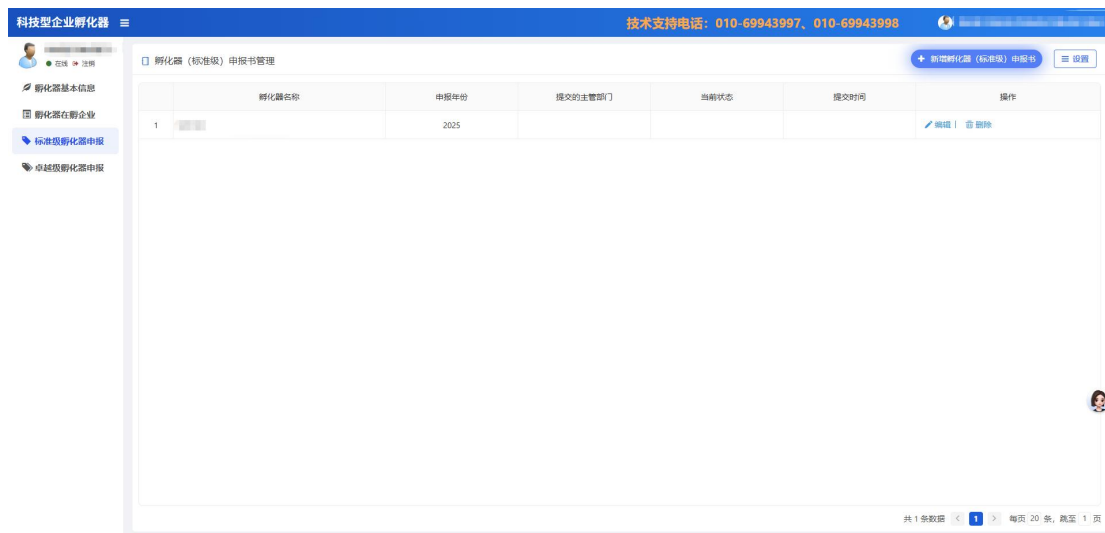 科技型企业孵化器
技术支持电话：010-69943997、010-69943998
在线 注销
孵化器基本信息
孵化器在孵企业
标准级孵化器申报
卓越级孵化器申报
孵化器（标准级）申报书管理
新增孵化器（标准级）申报书 设置
孵化器名称 申报年份 提交的主管部门 当前状态 提交时间 操作
1 2025 编辑 | 删除
共 1 条数据 < 1 > 每页 20 条，跳至 1 页